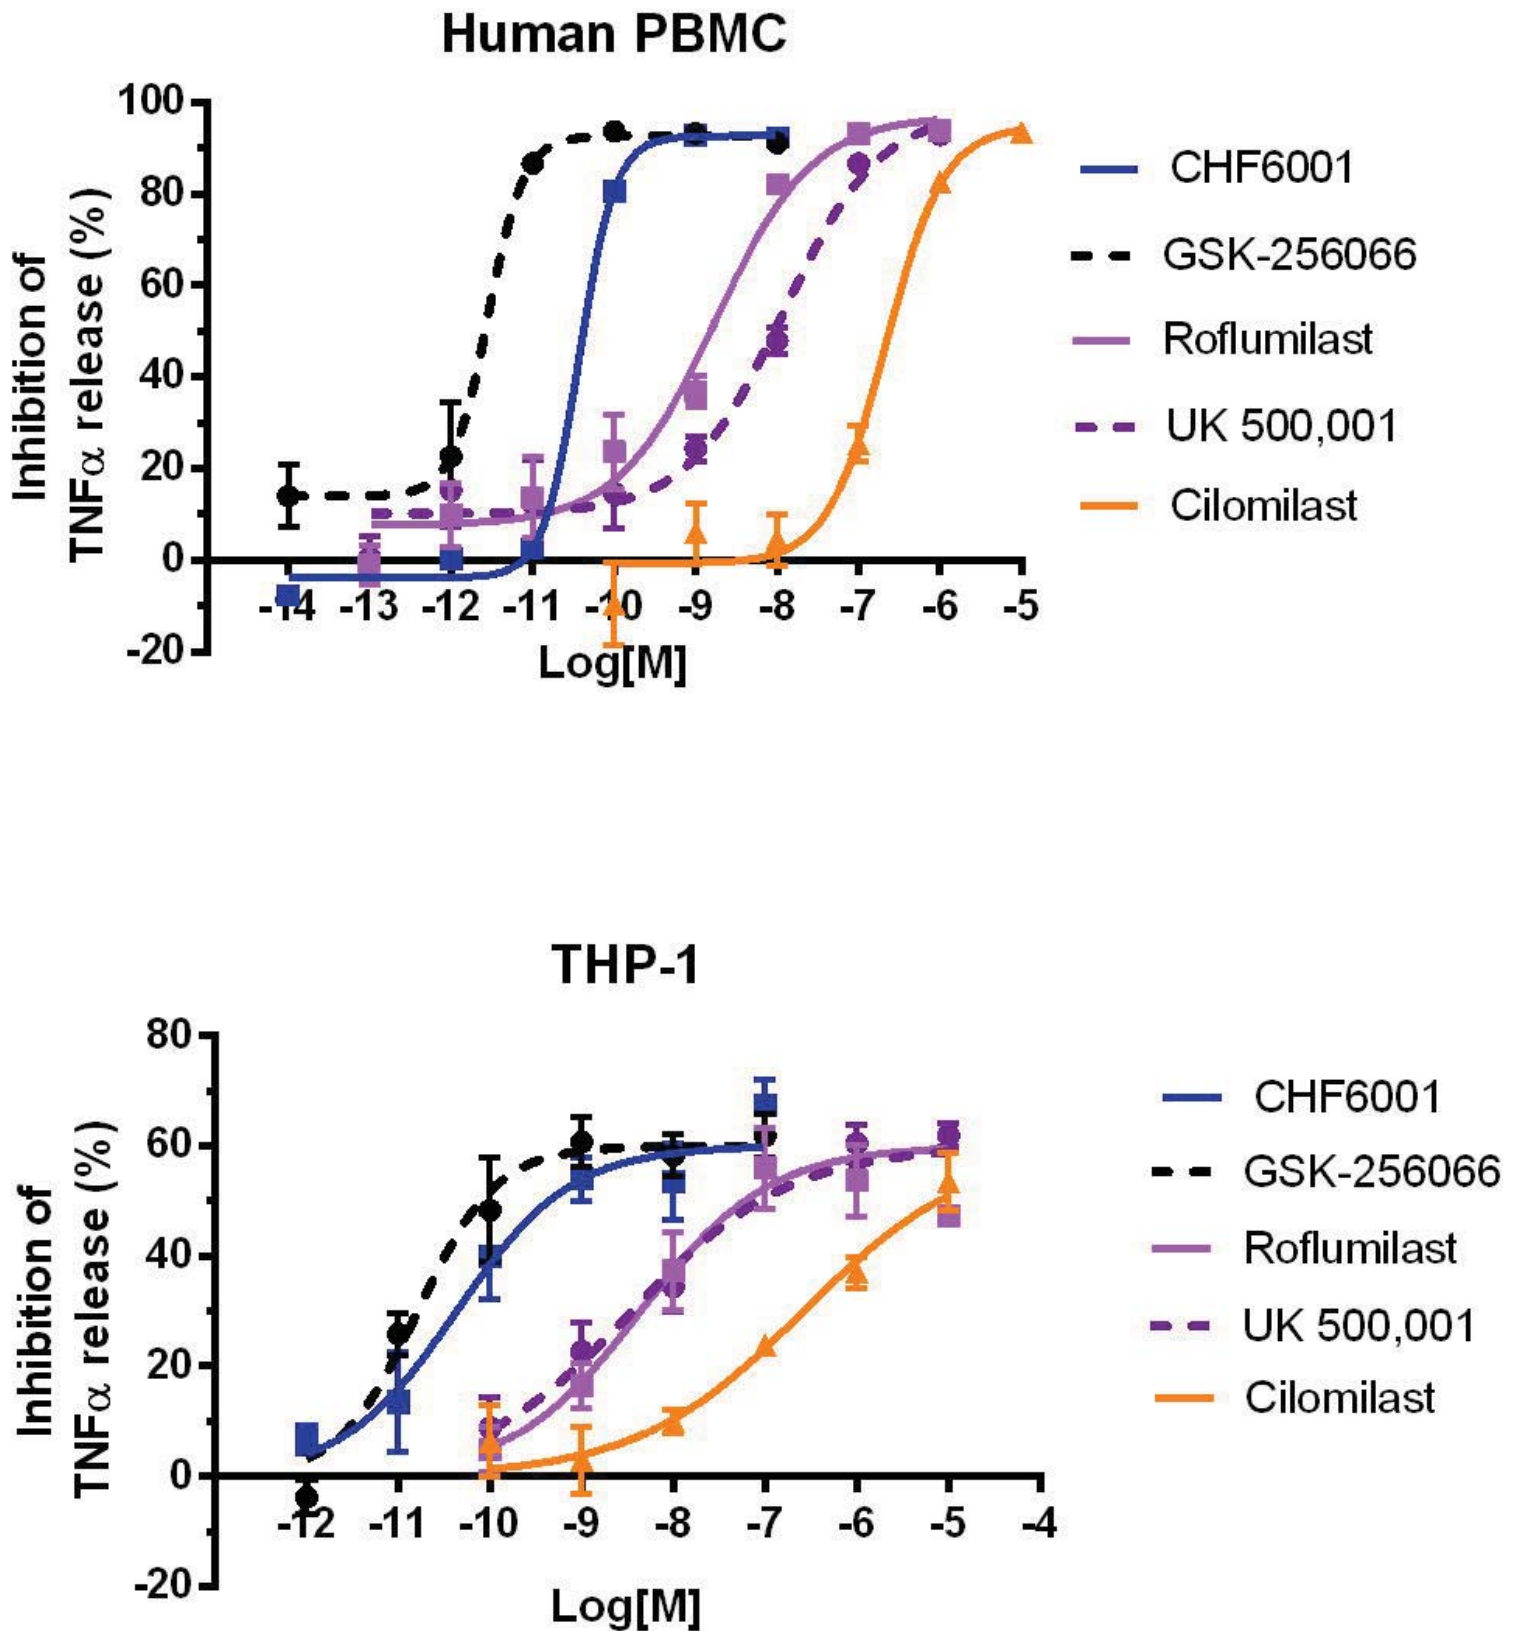 Human PBMC
100
80
60
40
20
0
-20
Inhibition of
TNFα release (%)
-14 -13 -12 -11 -10 -9 -8 -7 -6 -5
Log[M]
CHF6001
GSK-256066
Roflumilast
UK 500,001
Cilomilast
THP-1
80
60
40
20
0
-20
Inhibition of
TNFα release (%)
-12 -11 -10 -9 -8 -7 -6 -5 -4
Log[M]
CHF6001
GSK-256066
Roflumilast
UK 500,001
Cilomilast